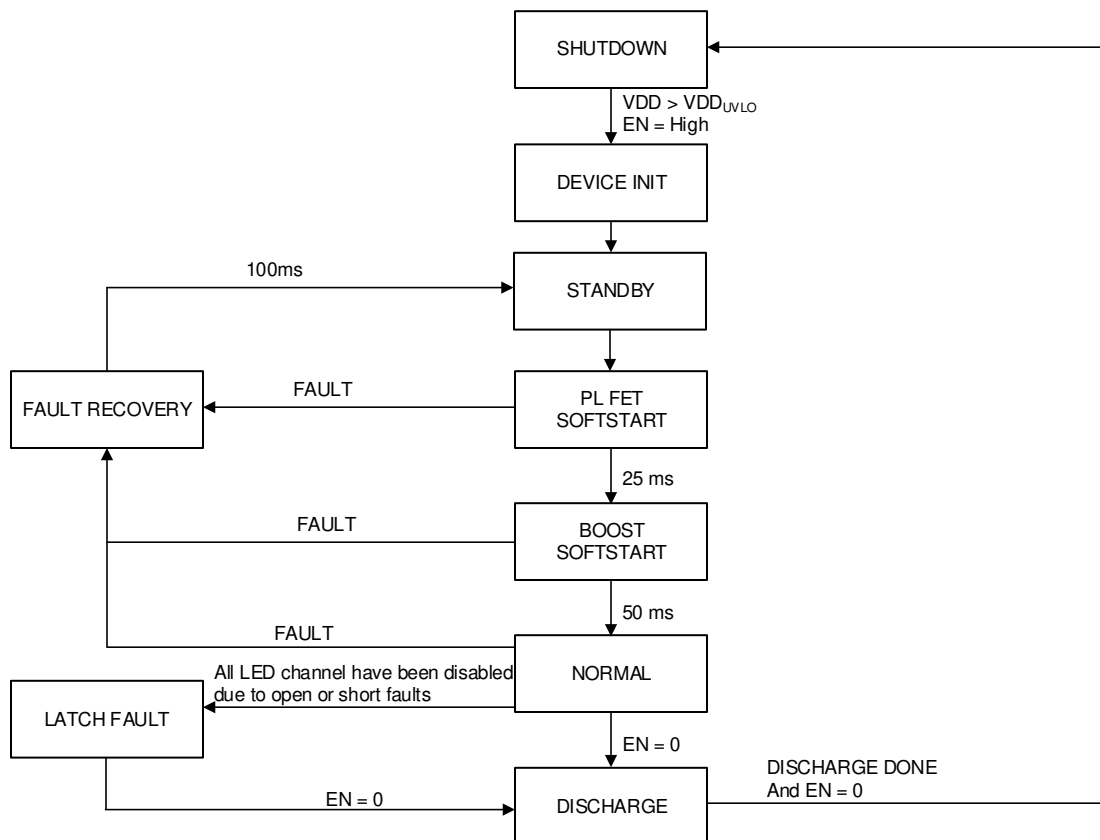 SHUTDOWN
VDD > VDDUVLO
EN = High
DEVICE INIT
100ms
STANDBY
FAULT RECOVERY
FAULT
PL FET
SOFTSTART
25 ms
FAULT
BOOST
SOFTSTART
50 ms
FAULT
NORMAL
All LED channel have been disabled
due to open or short faults
LATCH FAULT
EN = 0
DISCHARGE DONE
And EN = 0
EN = 0
DISCHARGE